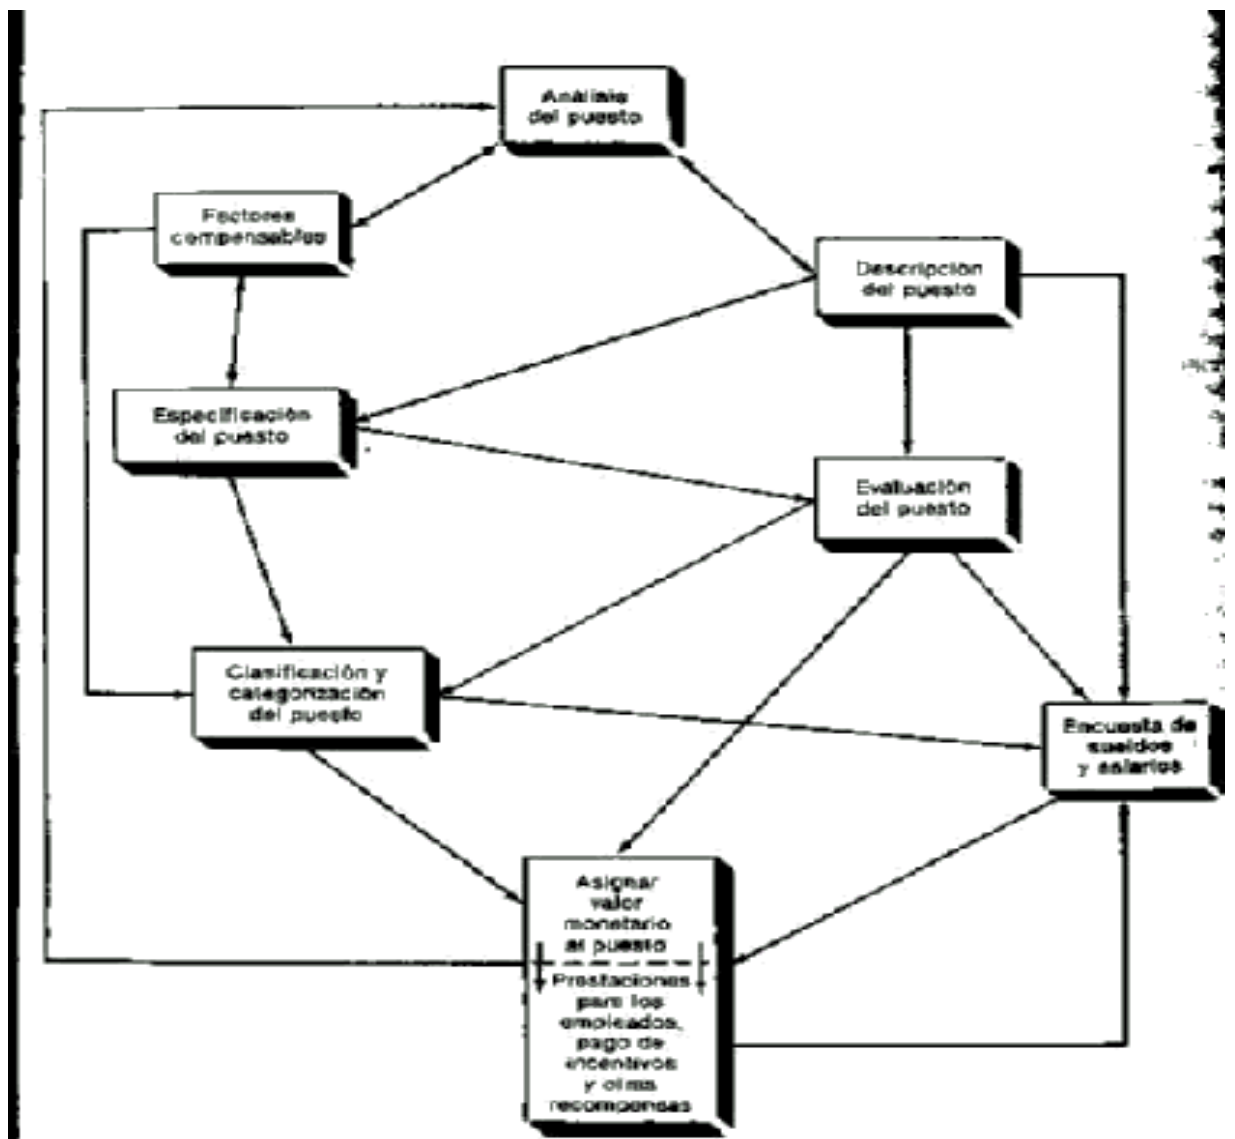 Análisis
del puesto
Factores
compensables
Descripción
del puesto
Especificación
del puesto
Evaluación
del puesto
Clasificación y
categorización
del puesto
Encuesta de
sueldos
y salarios
Asignar
valor
monetario
al puesto
Prestaciones
para los
empleados,
pago de
incentivos
y otras
recompensas